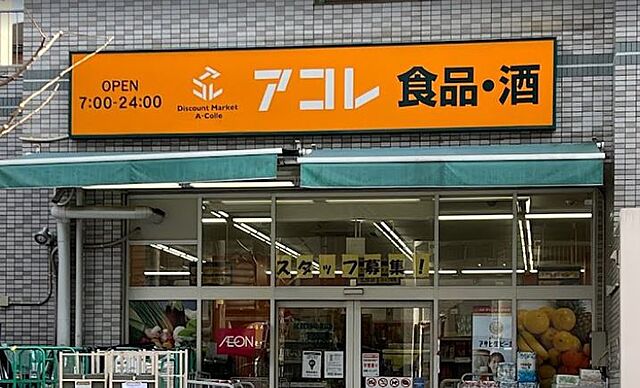 OPEN
7:00-24:00
Discount Market
A-Colle
アコレ 食品・酒
スタッフ募集!
ÆON